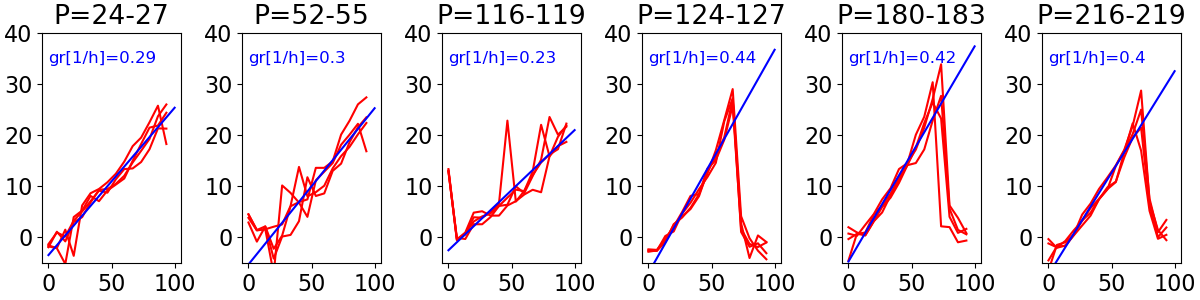 P=24-27 P=52-55 P=116-119 P=124-127 P=180-183 P=216-219
40 40 40 40 40 40
gr[1/h]=0.29 gr[1/h]=0.3 gr[1/h]=0.23 gr[1/h]=0.44 gr[1/h]=0.42 gr[1/h]=0.4
30 30 30 30 30 30
20 20 20 20 20 20
10 10 10 10 10 10
0 0 0 0 0 0
0 50 100 0 50 100 0 50 100 0 50 100 0 50 100 0 50 100